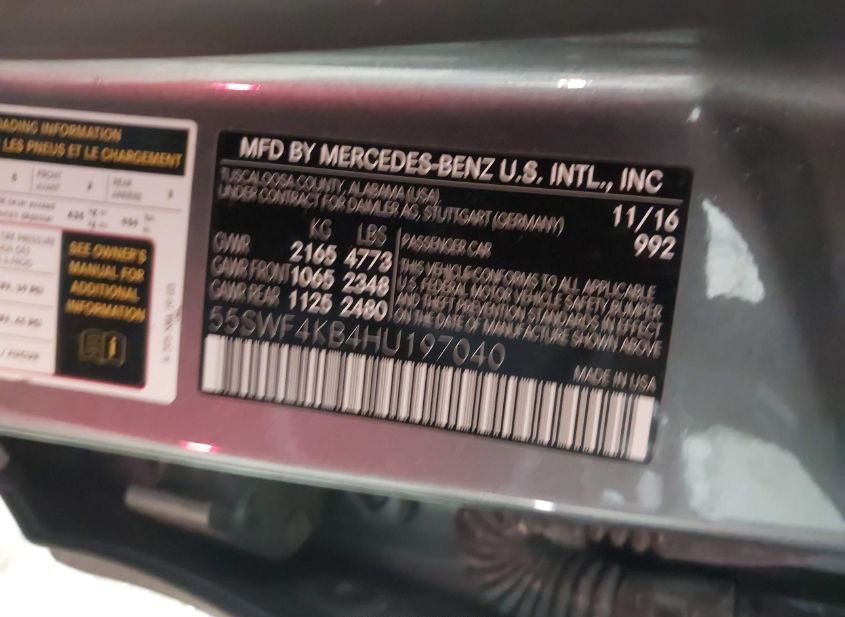 ADING INFORMATION
LES PNEUS ET LE CHARGEMENT
FRONT
REAR
SEE OWNER'S
MANUAL FOR
ADDITIONAL
INFORMATION
MFD BY MERCEDES-BENZ U.S. INTL., INC
TUSCALOOSA COUNTY, ALABAMA (USA)
UNDER CONTRACT FOR DAIMLER AG, STUTTGART (GERMANY)
11/16
992
KG LBS
GVWR 2165 4773
GAWR FRONT 1065 2348
GAWR REAR 1125 2480
PASSENGER CAR
THIS VEHICLE CONFORMS TO ALL APPLICABLE
U.S. FEDERAL MOTOR VEHICLE SAFETY, BUMPER
AND THEFT PREVENTION STANDARDS IN EFFECT
ON THE DATE OF MANUFACTURE SHOWN ABOVE
55SWF4KB4HU197040
MADE IN USA